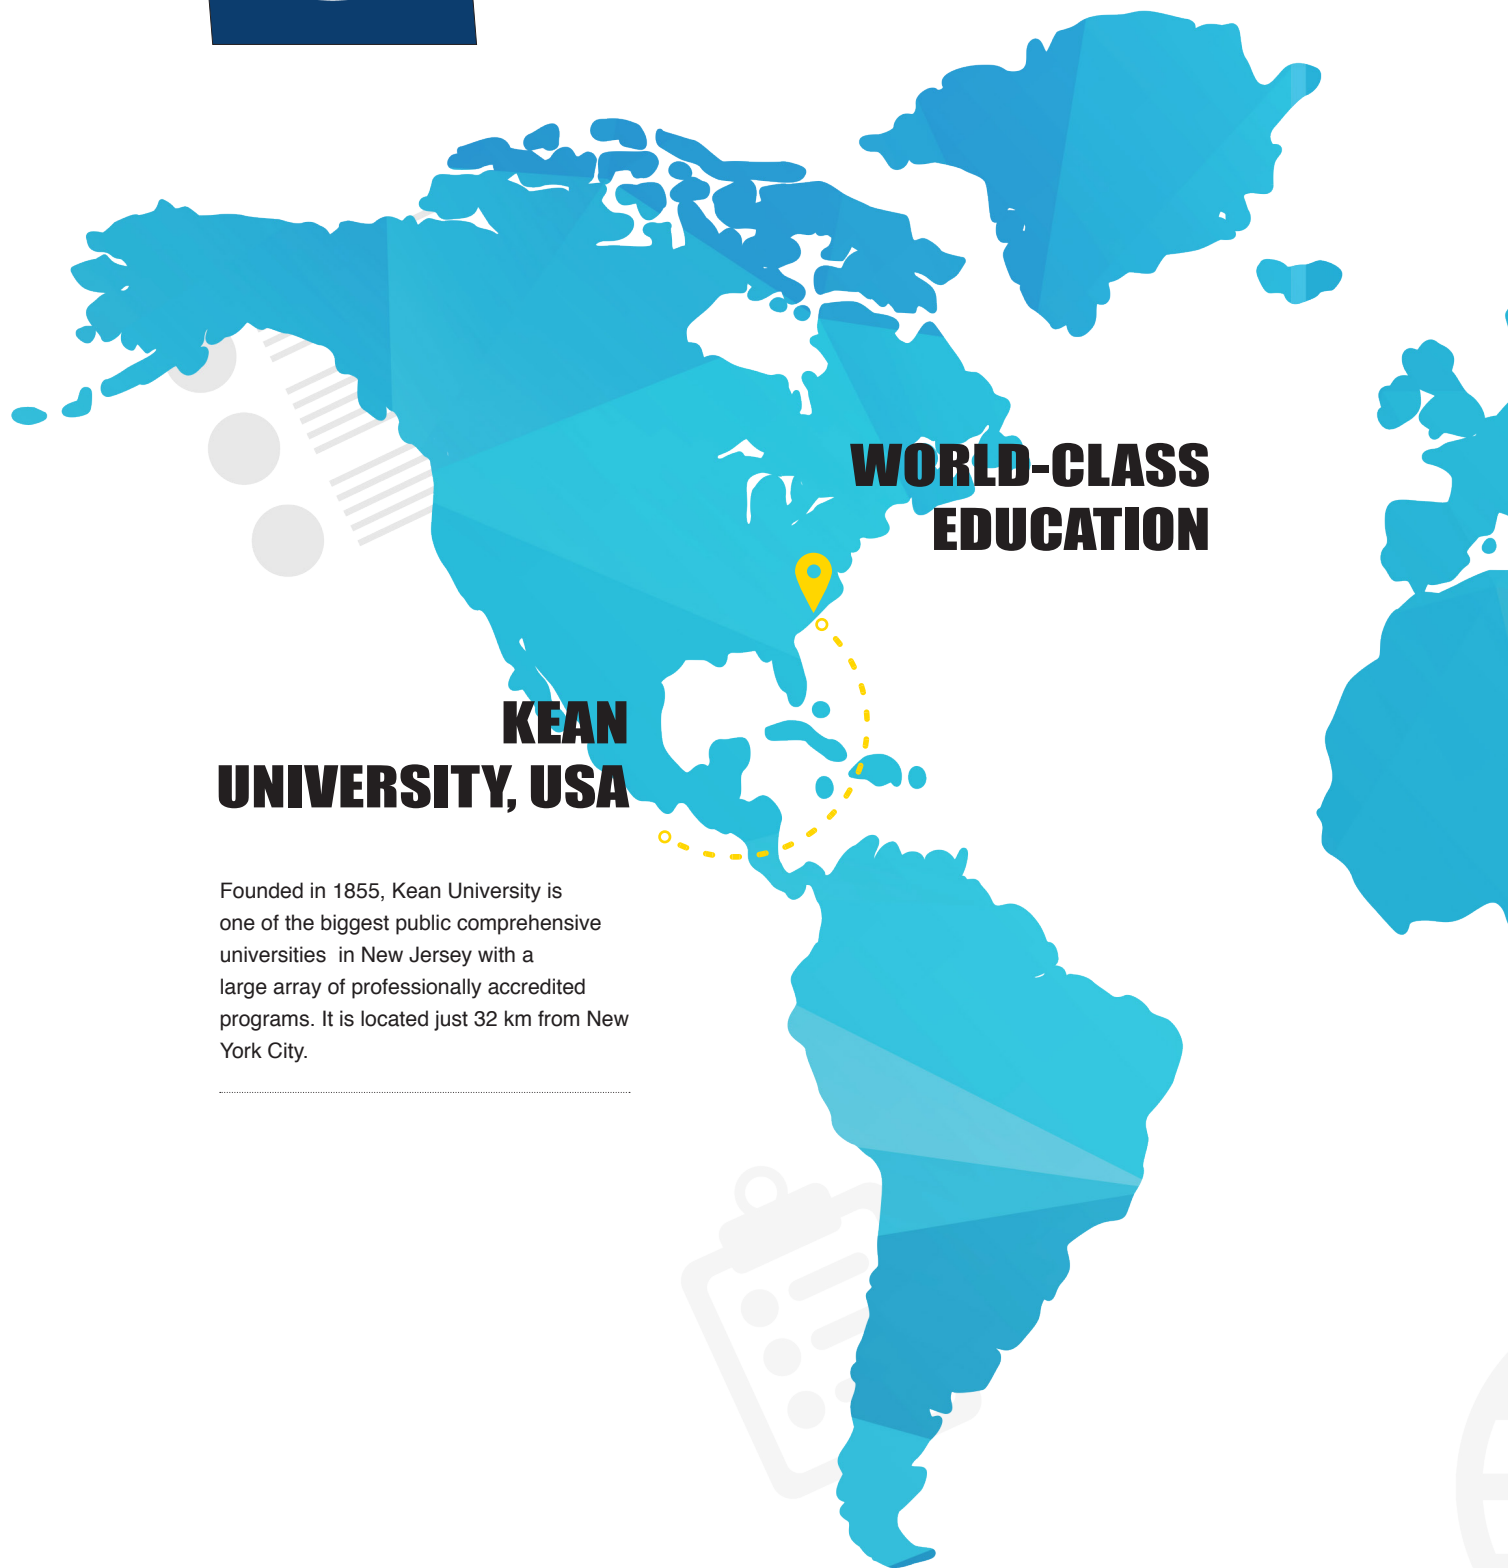 WORLD-CLASS
EDUCATION
KEAN
UNIVERSITY, USA
Founded in 1855, Kean University is
one of the biggest public comprehensive
universities  in New Jersey with a
large array of professionally accredited
programs. It is located just 32 km from New
York City.